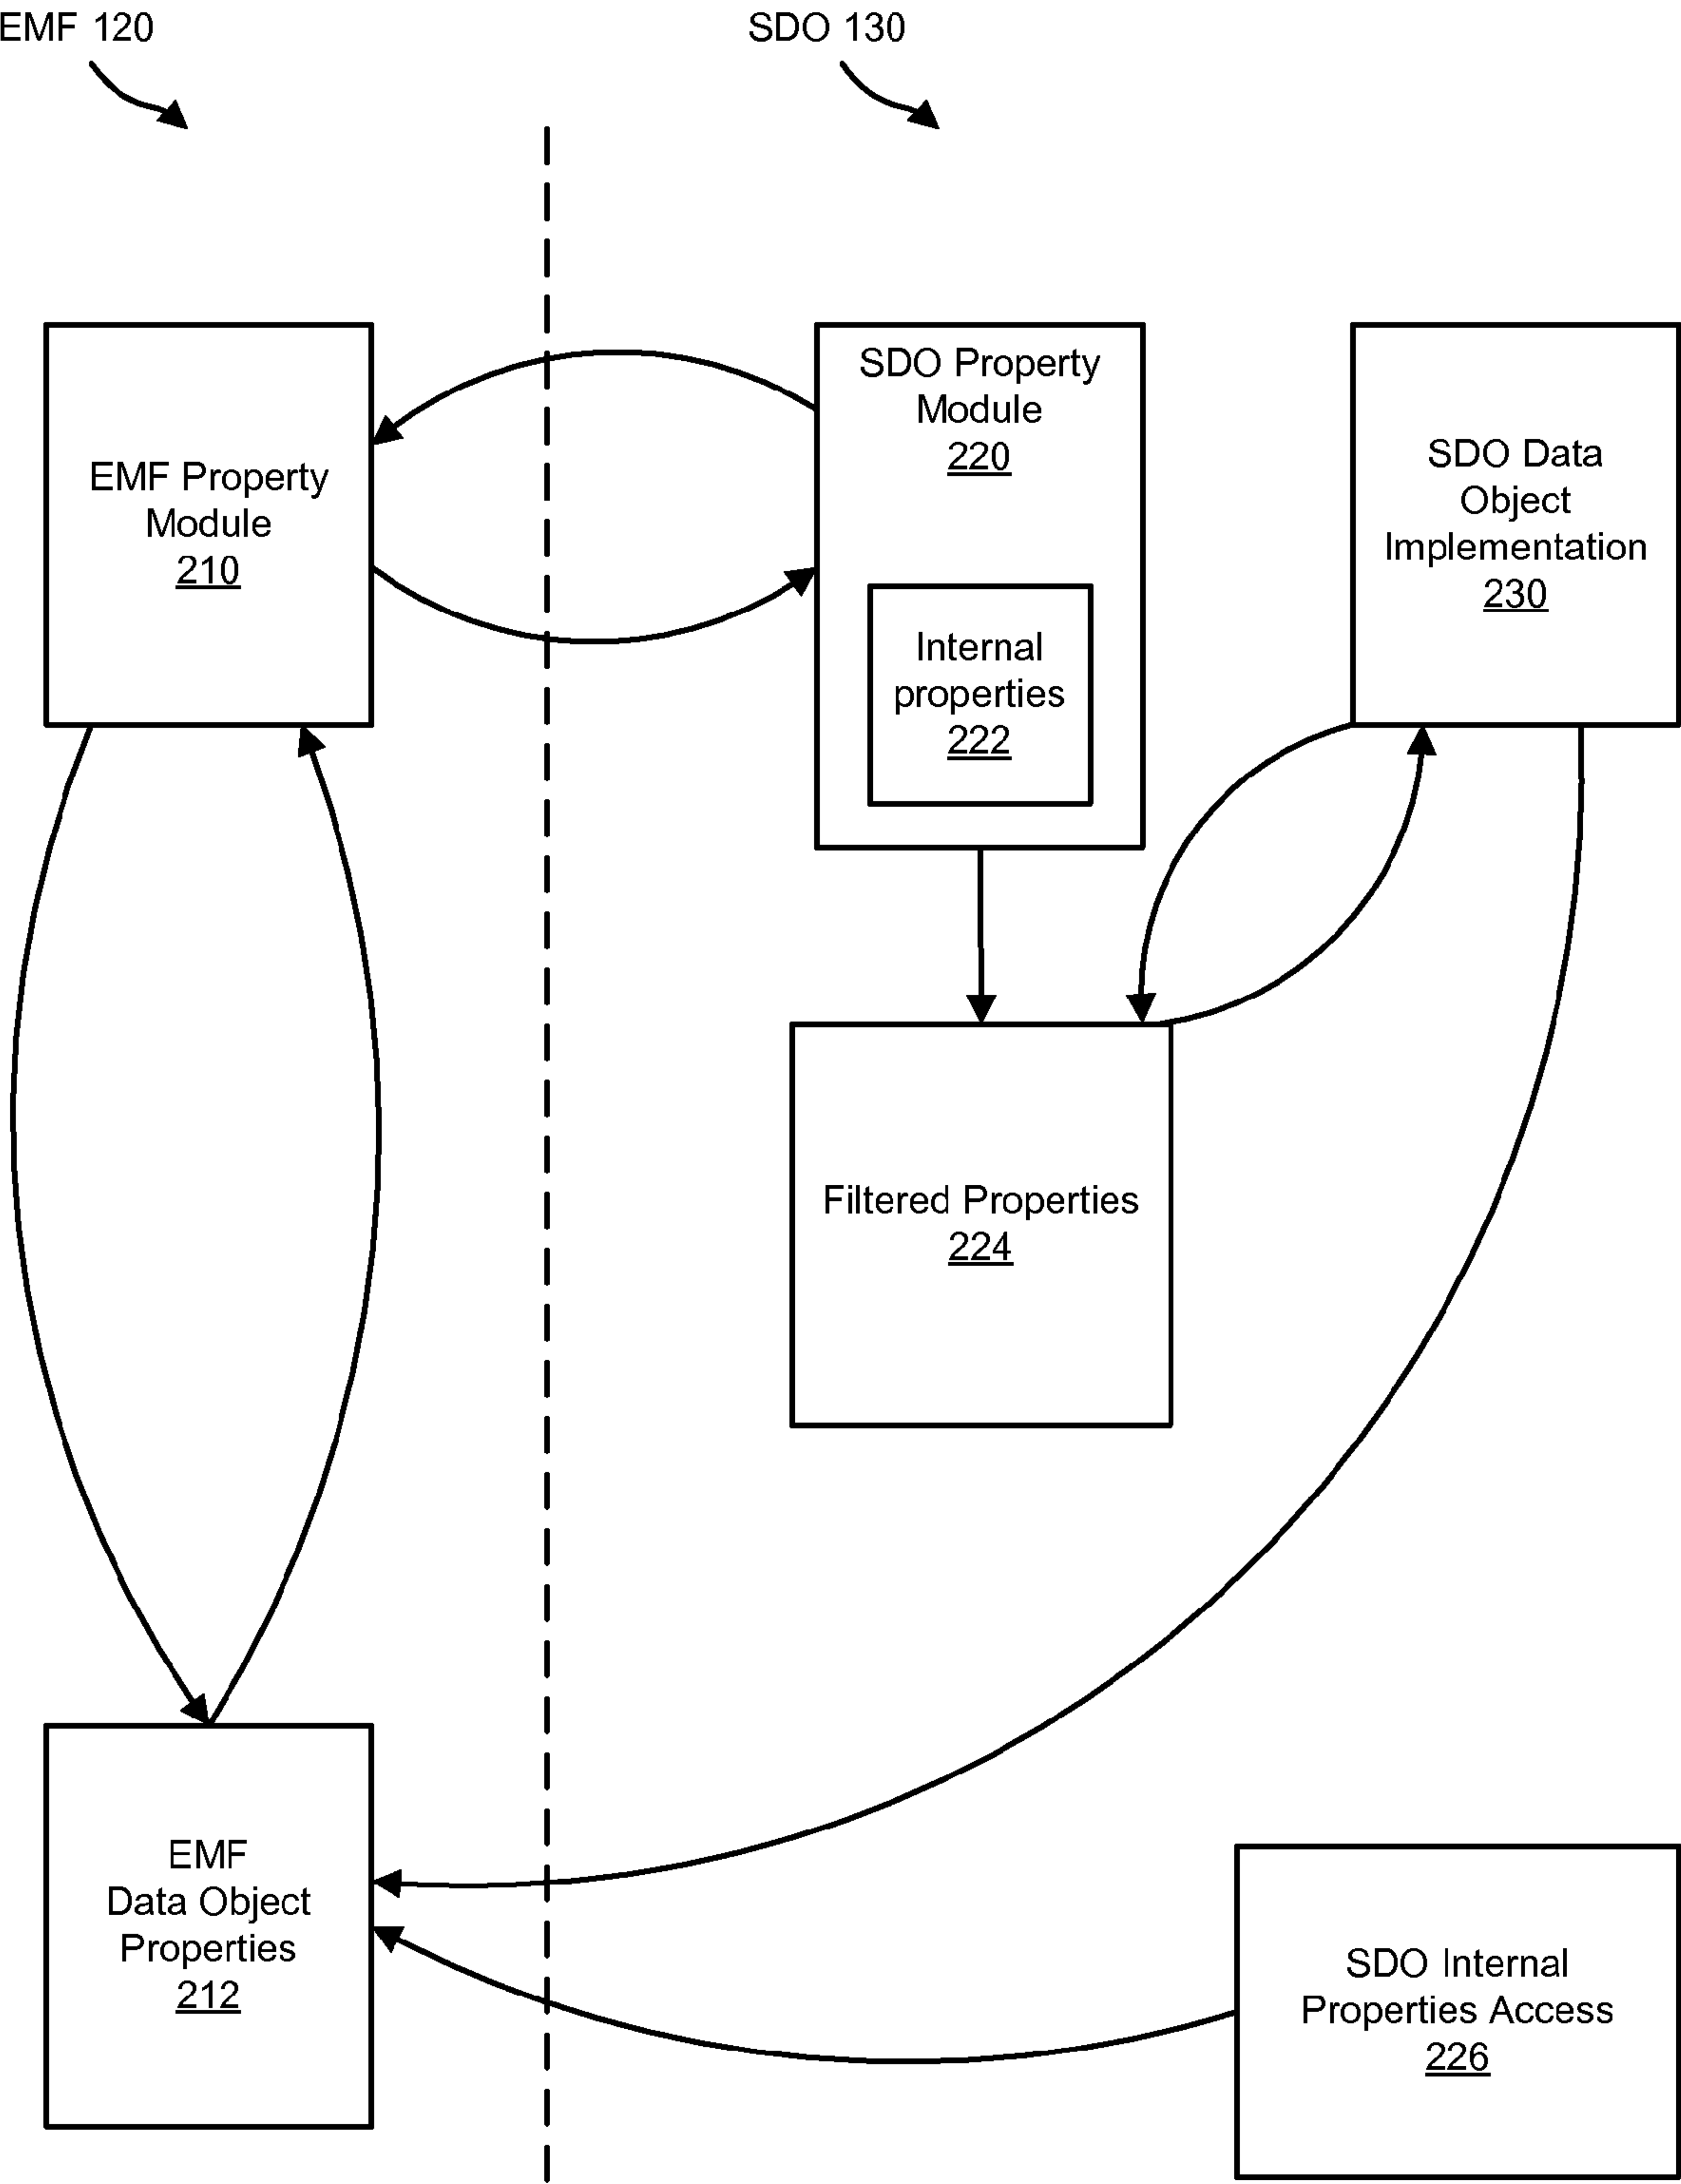 EMF 120
SDO 130
EMF Property
Module
210
SDO Property
Module
220
Internal
properties
222
SDO Data
Object
Implementation
230
Filtered Properties
224
EMF
Data Object
Properties
212
SDO Internal
Properties Access
226